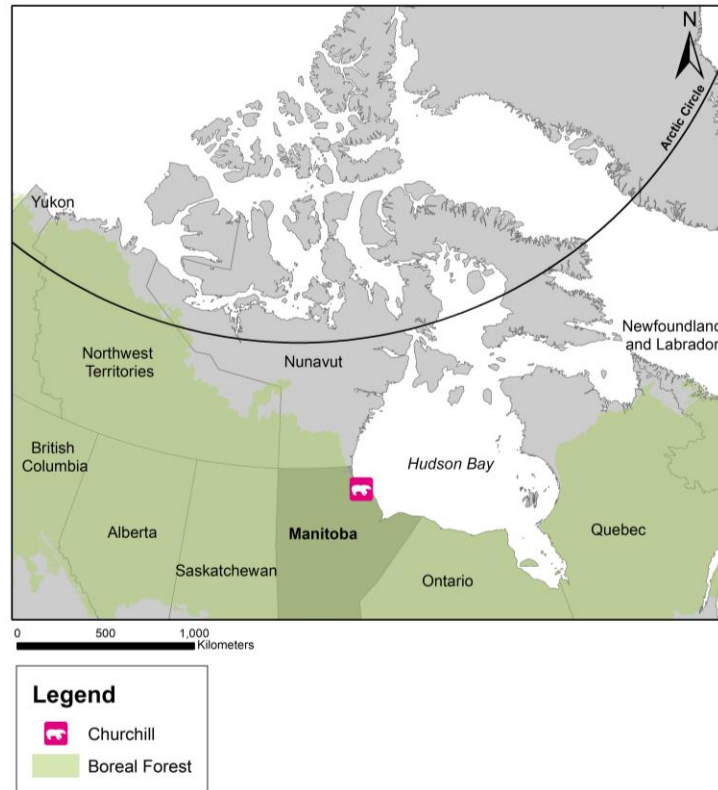 N
Arctic Circle
Yukon
Newfoundland
and Labrador
Northwest
Territories
Nunavut
British
Columbia
Hudson Bay
Alberta
Manitoba
Quebec
Saskatchewan
Ontario
0 500 1,000
Kilometers
Legend
Churchill
Boreal Forest